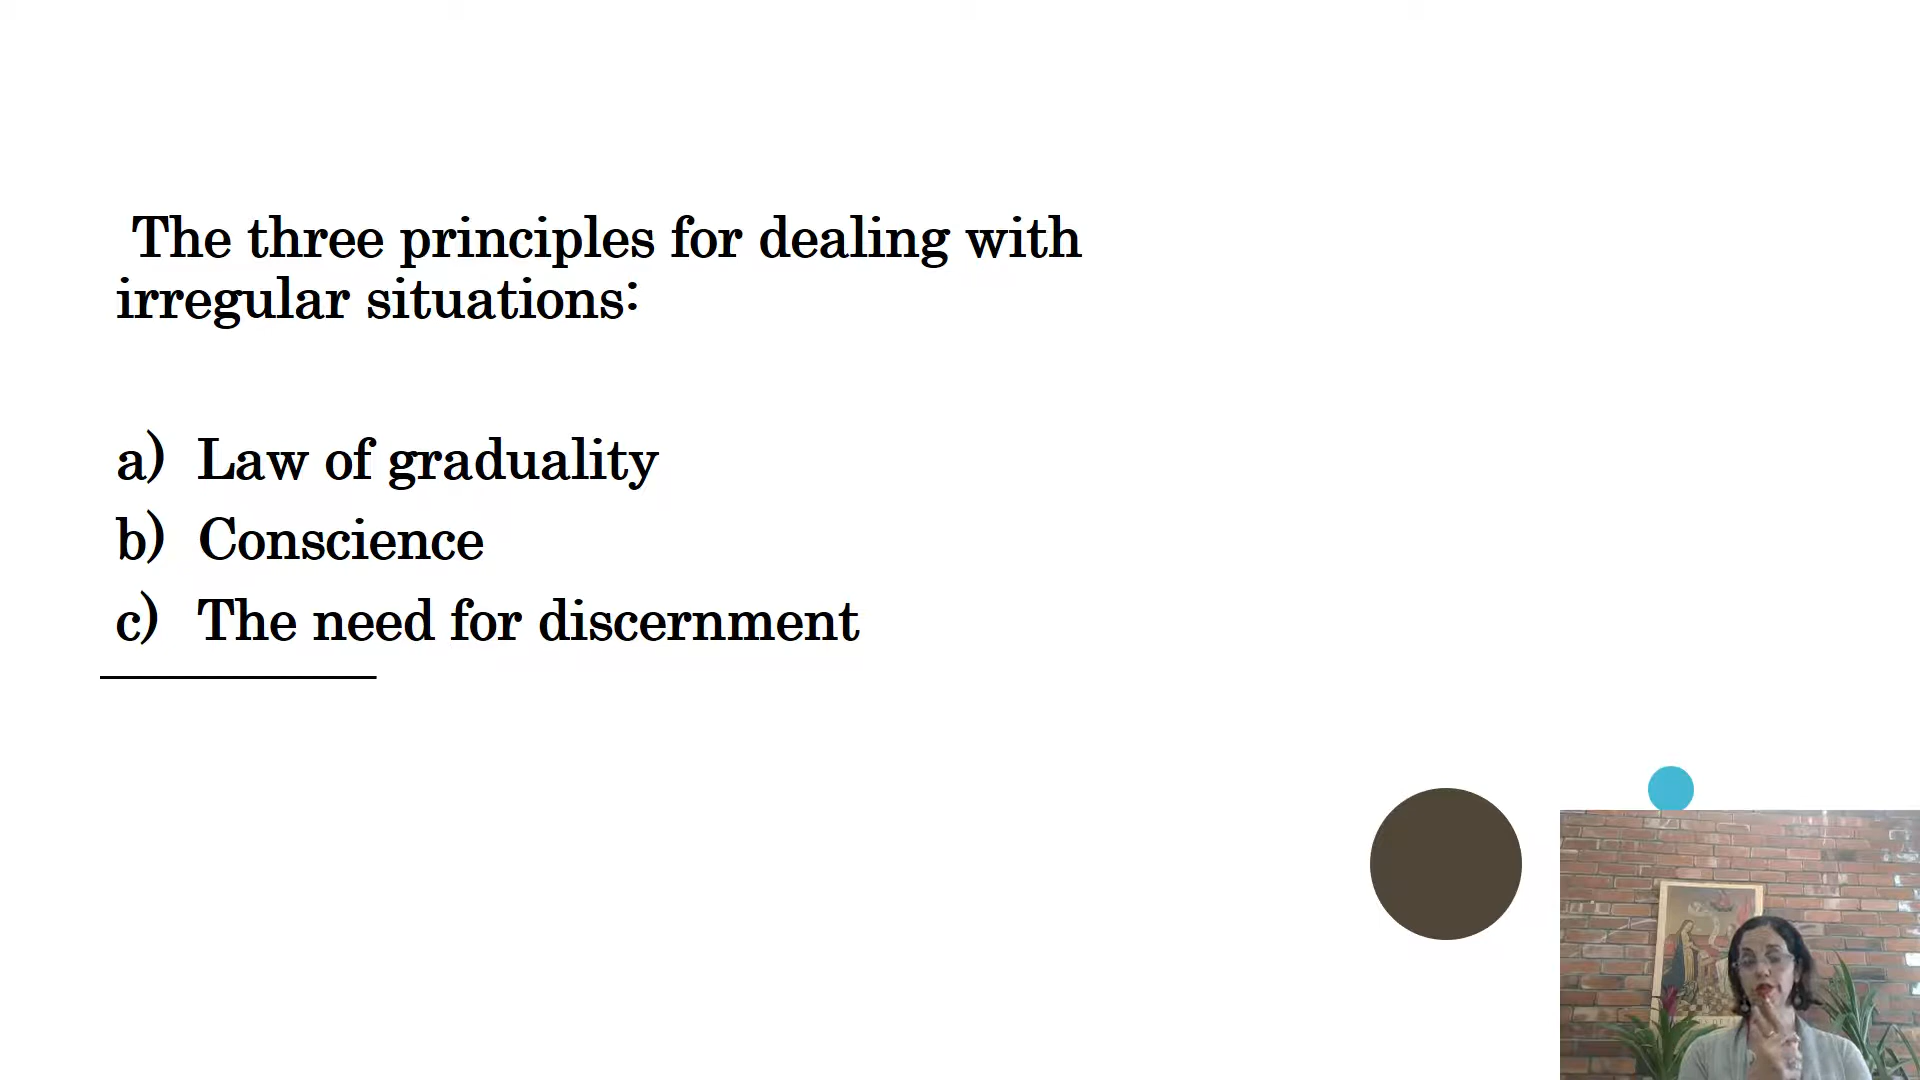 The three principles for dealing with
irregular situations:
a) Law of graduality
b) Conscience
c) The need for discernment